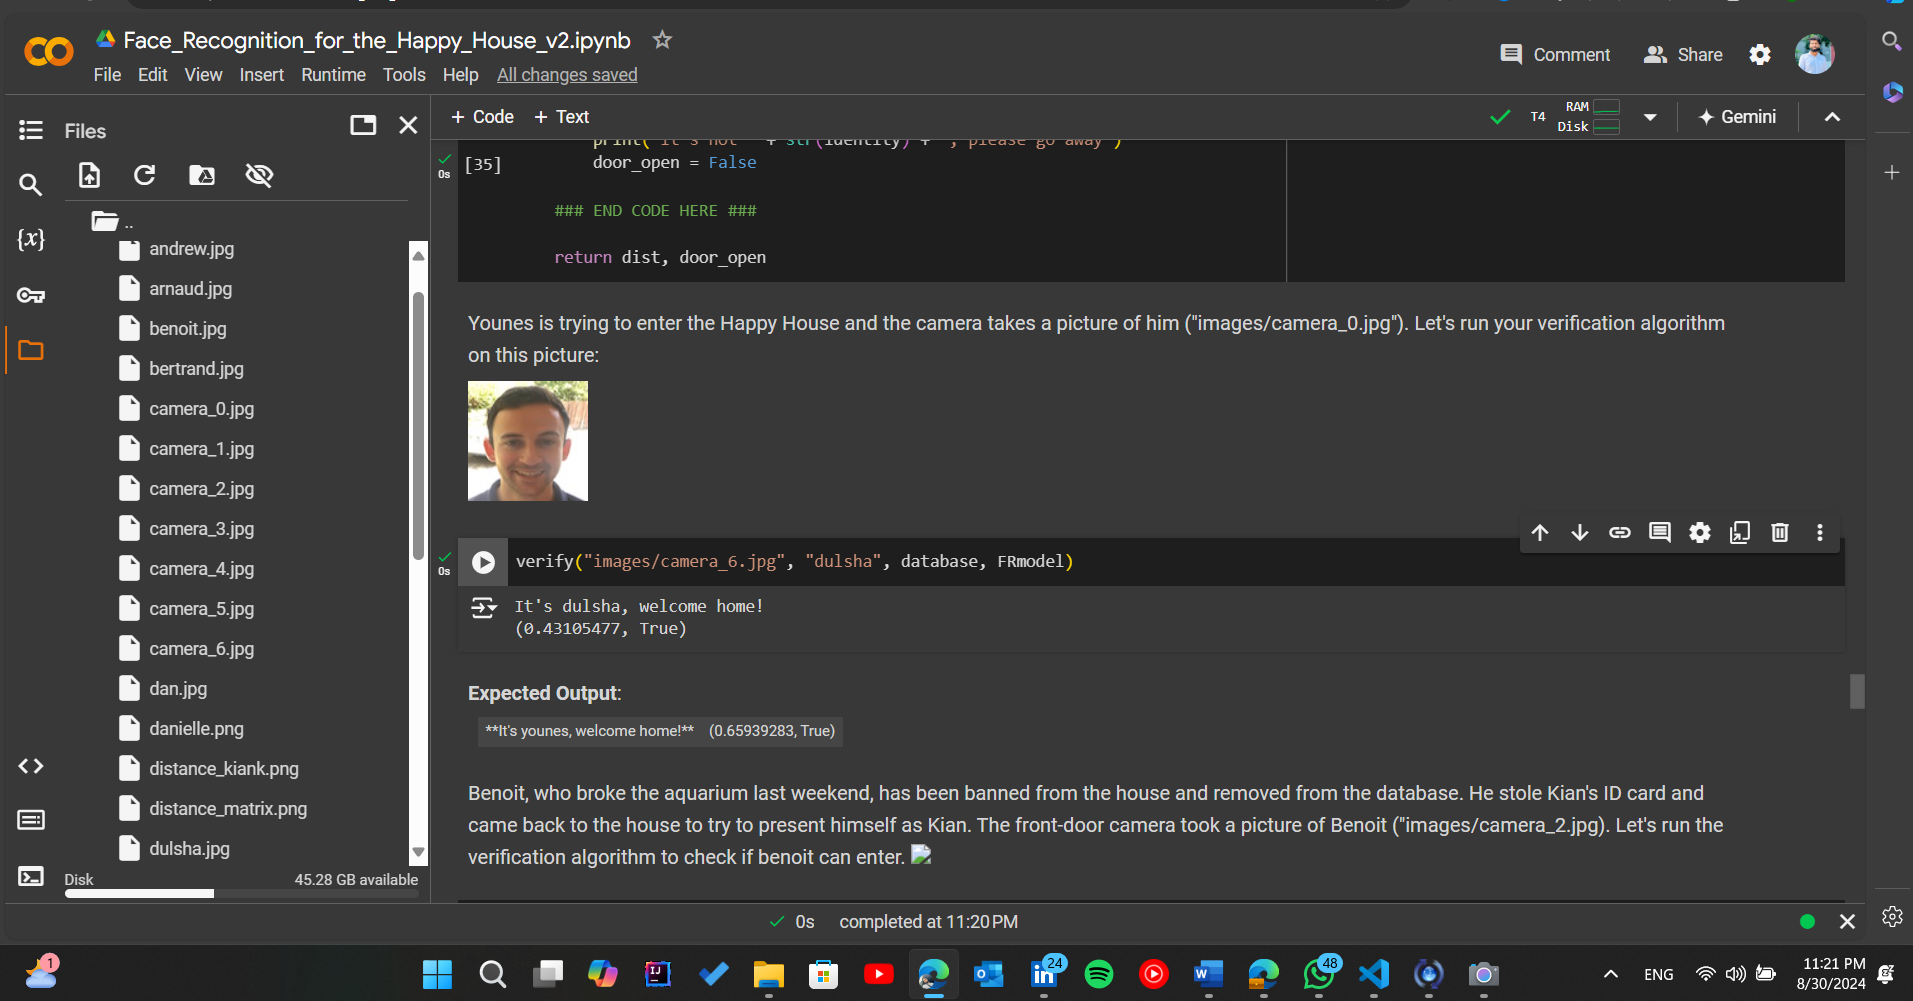 Face_Recognition_for_the_Happy_House_v2.ipynb
File Edit View Insert Runtime Tools Help All changes saved
Comment Share
Files
+ Code + Text
T4 RAM Disk
Gemini
{x}
..
andrew.jpg
arnaud.jpg
benoit.jpg
bertrand.jpg
camera_0.jpg
camera_1.jpg
camera_2.jpg
camera_3.jpg
camera_4.jpg
camera_5.jpg
camera_6.jpg
dan.jpg
danielle.png
distance_kiank.png
distance_matrix.png
dulsha.jpg
Disk 45.28 GB available
0s
[35]
print("It's not " + str(identity) + ", please go away")
door_open = False
### END CODE HERE ###
return dist, door_open
Younes is trying to enter the Happy House and the camera takes a picture of him ("images/camera_0.jpg"). Let's run your verification algorithm
on this picture:
0s
verify("images/camera_6.jpg", "dulsha", database, FRmodel)
It's dulsha, welcome home!
(0.43105477, True)
Expected Output:
**It's younes, welcome home!** (0.65939283, True)
Benoit, who broke the aquarium last weekend, has been banned from the house and removed from the database. He stole Kian's ID card and
came back to the house to try to present himself as Kian. The front-door camera took a picture of Benoit ("images/camera_2.jpg). Let's run the
verification algorithm to check if benoit can enter.
0s completed at 11:20 PM
1
IJ
24
48
ENG
11:21 PM
8/30/2024